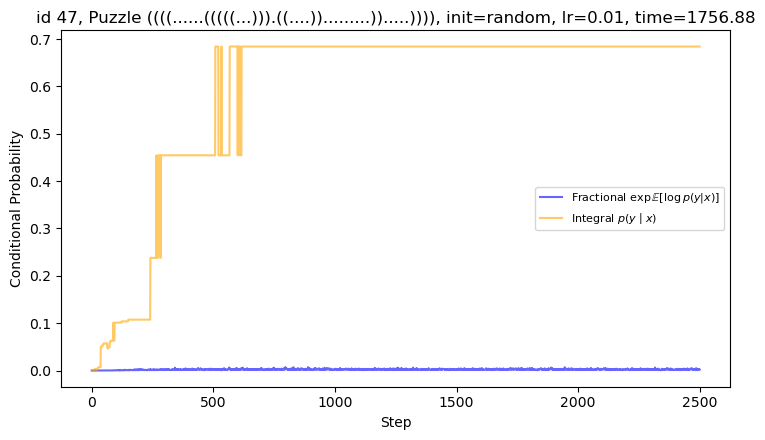 id 47, Puzzle ((((......(((((...))).((....)).........)).....)))), init=random, lr=0.01, time=1756.88
0.7
0.6
0.5
0.4
0.3
0.2
0.1
0.0
Conditional Probability
Fractional exp𝔼[log p(y|x)]
Integral p(y | x)
0
500
1000
1500
2000
2500
Step